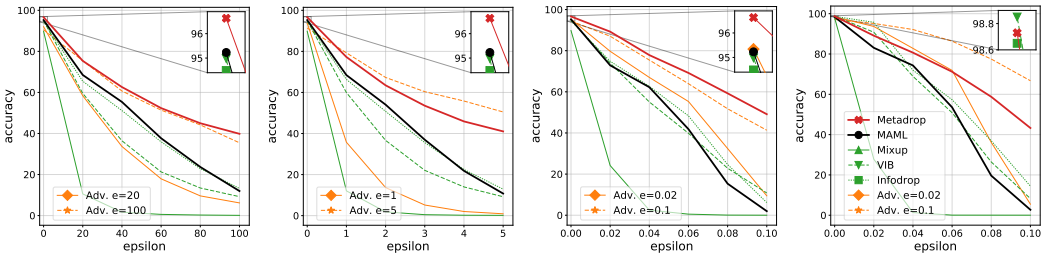 100
80
60
40
20
0
accuracy
96
95
Adv. e=20
Adv. e=100
0 20 40 60 80 100
epsilon
100
80
60
40
20
0
accuracy
96
95
Adv. e=1
Adv. e=5
0 1 2 3 4 5
epsilon
100
80
60
40
20
0
accuracy
96
95
Adv. e=0.02
Adv. e=0.1
0.00 0.02 0.04 0.06 0.08 0.10
epsilon
100
80
60
40
20
0
accuracy
98.8
98.6
Metadrop
MAML
Mixup
VIB
Infodrop
Adv. e=0.02
Adv. e=0.1
0.00 0.02 0.04 0.06 0.08 0.10
epsilon